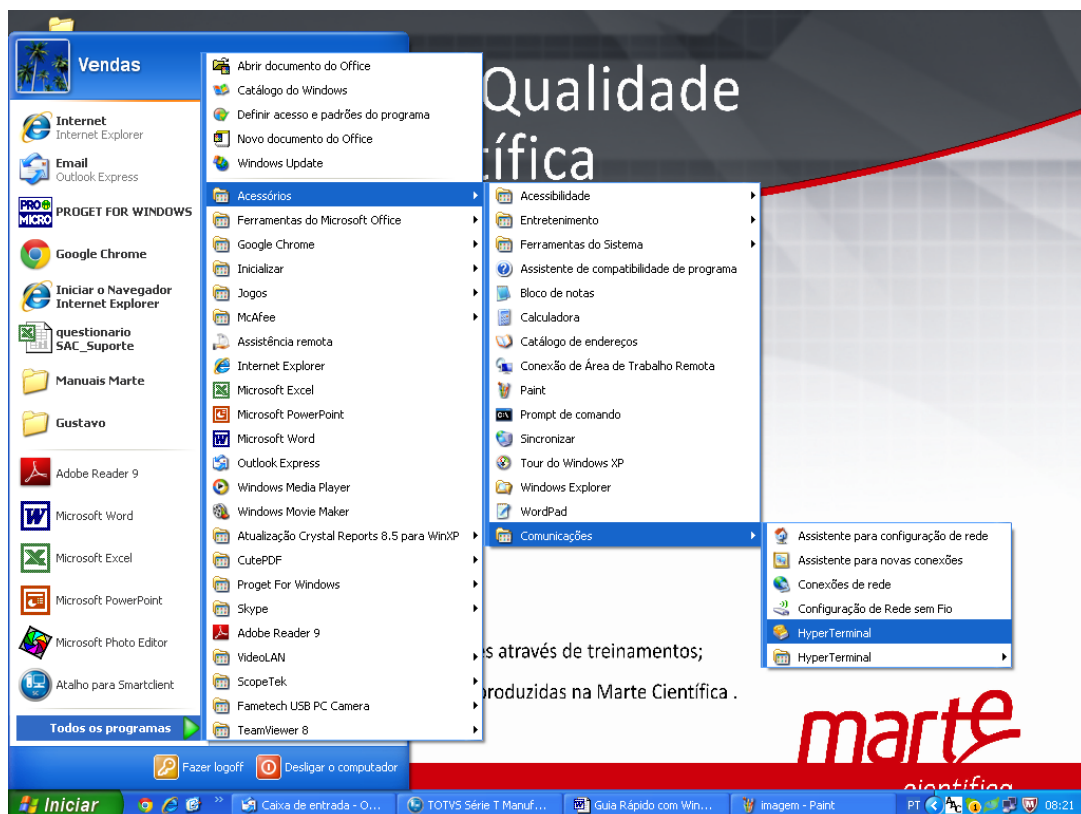 Qualidade
tífica
s através de treinamentos;
produzidas na Marte Científica .
marte
científica
Vendas
Internet
Internet Explorer
Email
Outlook Express
PRO
MICRO
PROGET FOR WINDOWS
Google Chrome
Iniciar o Navegador
Internet Explorer
questionario
SAC_Suporte
Manuais Marte
Gustavo
Adobe Reader 9
Microsoft Word
Microsoft Excel
Microsoft PowerPoint
Microsoft Photo Editor
Atalho para Smartclient
Todos os programas
Fazer logoff
Desligar o computador
Abrir documento do Office
Catálogo do Windows
Definir acesso e padrões do programa
Novo documento do Office
Windows Update
Acessórios
Ferramentas do Microsoft Office
Google Chrome
Inicializar
Jogos
McAfee
Assistência remota
Internet Explorer
Microsoft Excel
Microsoft PowerPoint
Microsoft Word
Outlook Express
Windows Media Player
Windows Movie Maker
Atualização Crystal Reports 8.5 para WinXP
CutePDF
Proget For Windows
Skype
Adobe Reader 9
VideoLAN
ScopeTek
Fametech USB PC Camera
TeamViewer 8
Acessibilidade
Entretenimento
Ferramentas do Sistema
Assistente de compatibilidade de programa
Bloco de notas
Calculadora
Catálogo de endereços
Conexão de Área de Trabalho Remota
Paint
Prompt de comando
Sincronizar
Tour do Windows XP
Windows Explorer
WordPad
Comunicações
Assistente para configuração de rede
Assistente para novas conexões
Conexões de rede
Configuração de Rede sem Fio
HyperTerminal
HyperTerminal
Iniciar
Caixa de entrada - O...
TOTVS Série T Manuf...
Guia Rápido com Win...
imagem - Paint
PT
08:21